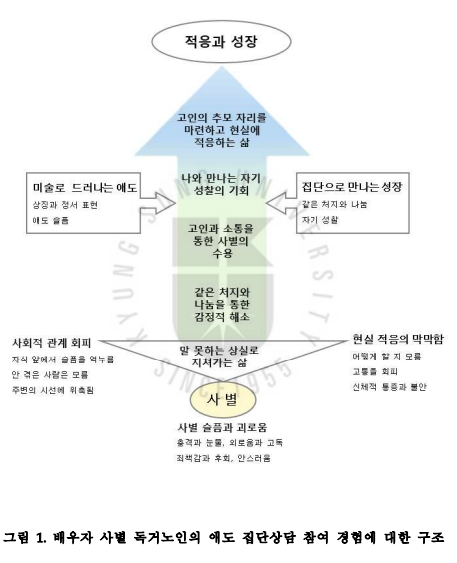 적응과 성장
고인의 추모 자리를
마련하고 현실에
적응하는 삶
나와 만나는 자기
성찰의 기회
미술로 드러나는 애도
상징과 정서 표현
애도 슬픔
집단으로 만나는 성장
같은 처지와 나눔
자기 성찰
고인과 소통을
통한 사별의
수용
같은 처지와
나눔을 통한
감정적 해소
사회적 관계 회피
자식 앞에서 슬픔을 억누름
안 겪은 사람은 모름
주변의 시선에 위축됨
말 못하는 상실로
지쳐가는 삶
현실 적응의 막막함
어떻게 할 지 모름
고통을 회피
신체적 통증과 불안
사 별
사별 슬픔과 괴로움
충격과 눈물, 외로움과 고독
죄책감과 후회, 안스러움
KYUNG SUNG UNIVERSITY
SINCE 1955
그림 1. 배우자 사별 독거노인의 애도 집단상담 참여 경험에 대한 구조